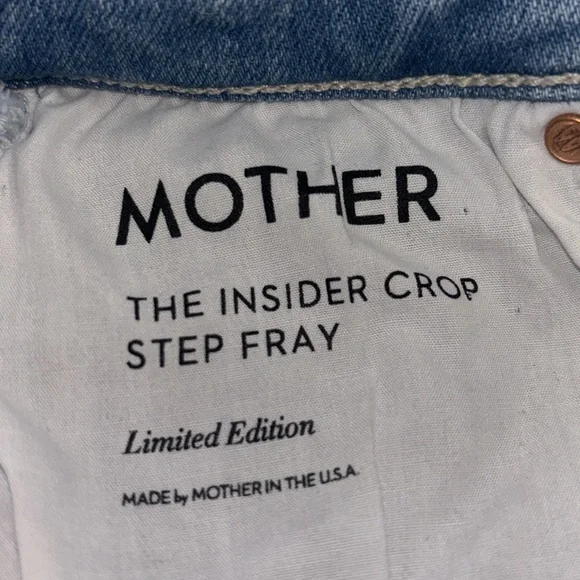 MOTHER
THE INSIDER CROP
STEP FRAY
Limited Edition
MADE by MOTHER IN THE U.S.A.